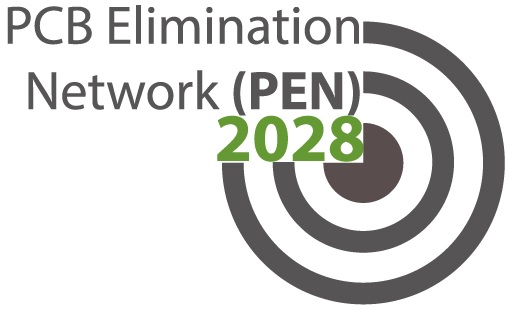 PCB Elimination
Network (PEN)
2028